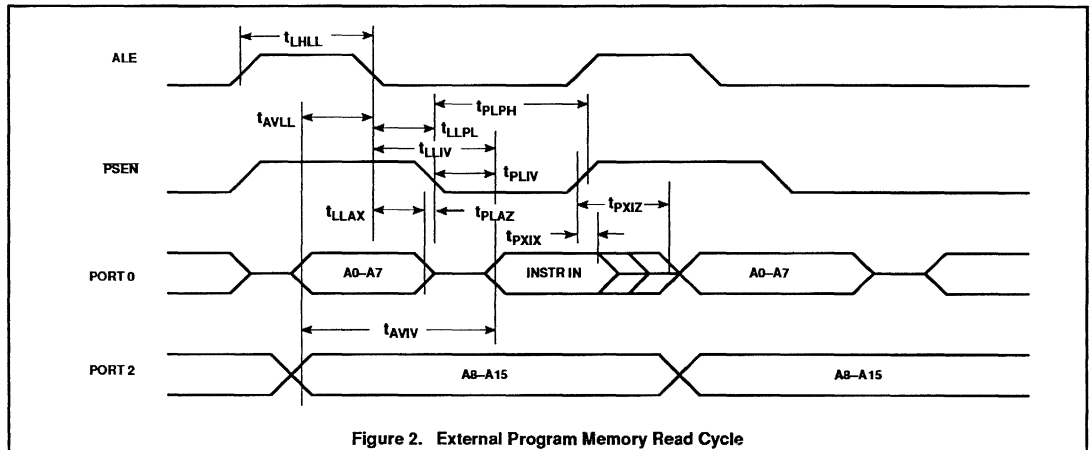 tLHLL
ALE
tPLPH
tAVLL
tLLPL
tLLIV
PSEN
tPLIV
tLLAX
tPLAZ
tPXIZ
tPXIX
PORT 0
A0–A7
INSTR IN
A0–A7
tAVIV
PORT 2
A8–A15
A8–A15
Figure 2. External Program Memory Read Cycle